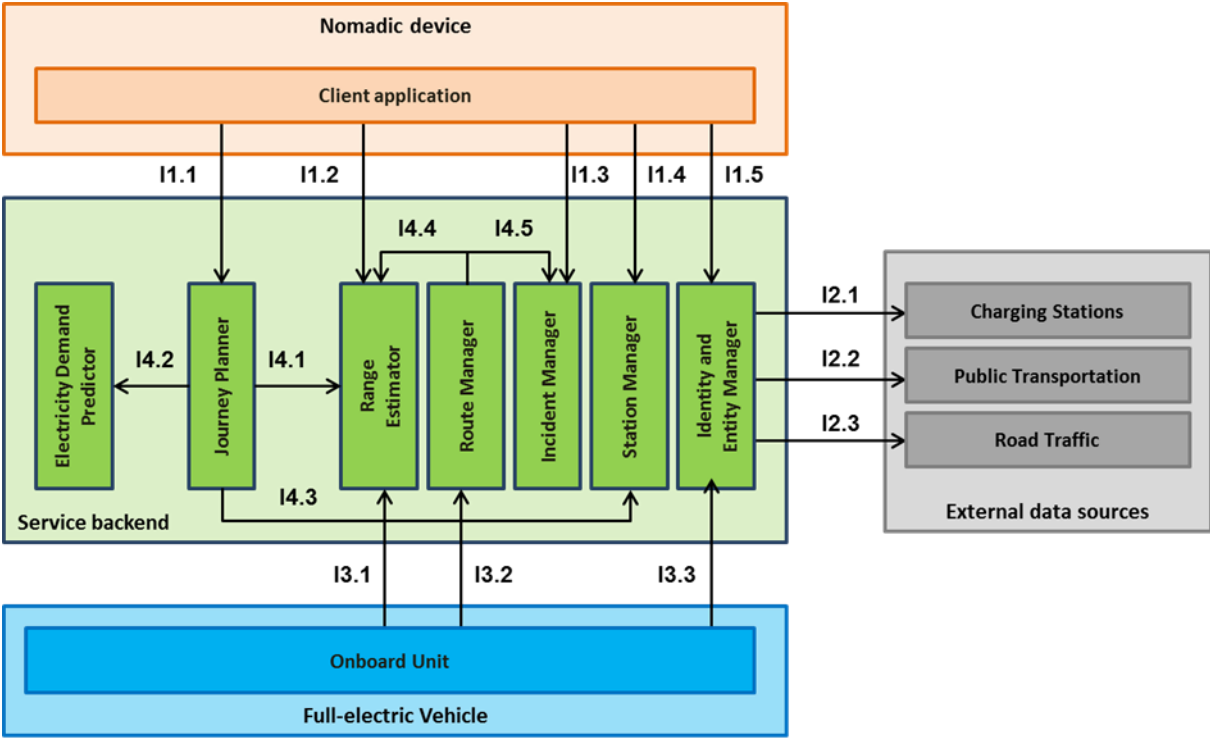 Nomadic device
Client application
I1.1
I1.2
I1.3
I1.4
I1.5
I4.4
I4.5
Electricity Demand
Predictor
I4.2
Journey Planner
I4.1
Range
Estimator
Route Manager
Incident Manager
Station Manager
Identity and
Entity Manager
I2.1
I2.2
I2.3
Charging Stations
Public Transportation
Road Traffic
External data sources
I4.3
Service backend
I3.1
I3.2
I3.3
Onboard Unit
Full-electric Vehicle